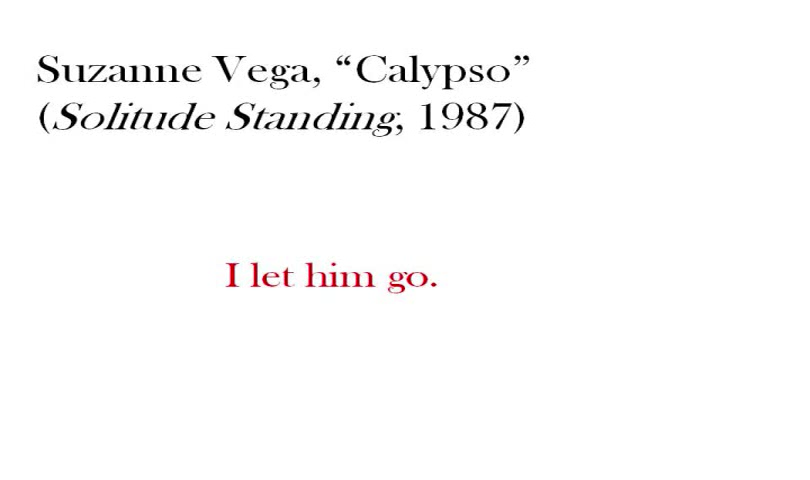 Suzanne Vega, “Calypso”
(Solitude Standing, 1987)
I let him go.